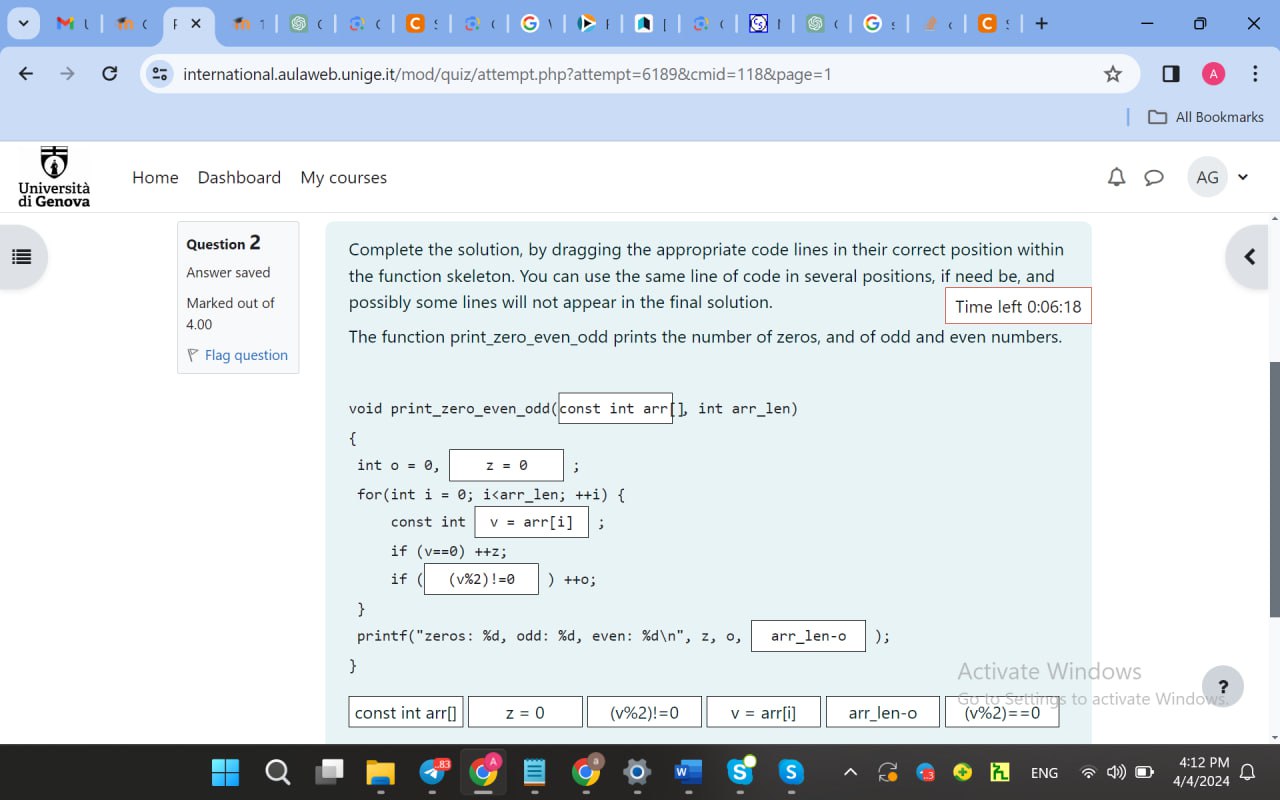 international.aulaweb.unige.it/mod/quiz/attempt.php?attempt=6189&cmid=118&page=1
A
All Bookmarks
Università
di Genova
Home Dashboard My courses
AG
Question 2
Answer saved
Marked out of
4.00
Flag question
Complete the solution, by dragging the appropriate code lines in their correct position within
the function skeleton. You can use the same line of code in several positions, if need be, and
possibly some lines will not appear in the final solution.
Time left 0:06:18
The function print_zero_even_odd prints the number of zeros, and of odd and even numbers.
void print_zero_even_odd(const int arr[], int arr_len)
{
int o = 0, z = 0 ;
for(int i = 0; i<arr_len; ++i) {
const int v = arr[i] ;
if (v==0) ++z;
if ( (v%2)!=0 ) ++o;
}
printf("zeros: %d, odd: %d, even: %d\n", z, o, arr_len-o );
}
const int arr[] z = 0 (v%2)!=0 v = arr[i] arr_len-o (v%2)==0
Activate Windows
Go to Settings to activate Windows.
?
83
A
a
ENG
4:12 PM
4/4/2024